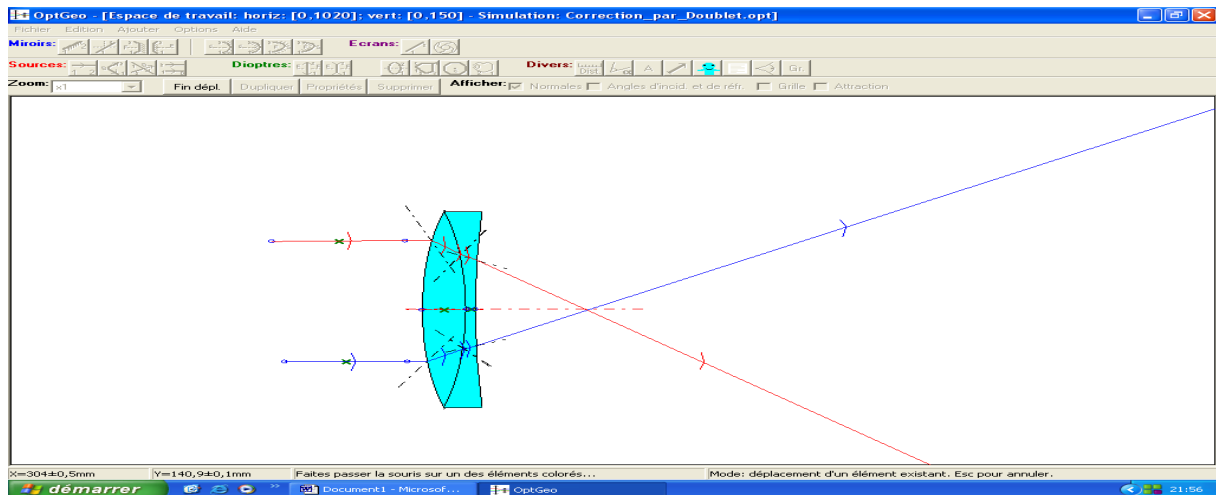 OptGeo - [Espace de travail: horiz: [0,1020]; vert: [0,150] - Simulation: Correction_par_Doublet.opt]
Fichier Edition Ajouter Options Aide
Miroirs: Ecrans:
Sources: Dioptres: Divers: Dist A Gr.
Zoom: x1 Fin dépl. Dupliquer Propriétés Supprimer Afficher: Normales Angles d'incid. et de réfr. Grille Attraction
X=304±0,5mm Y=140,9±0,1mm Faites passer la souris sur un des éléments colorés... Mode: déplacement d'un élément existant. Esc pour annuler.
démarrer » Document1 - Microsof... OptGeo 21:56